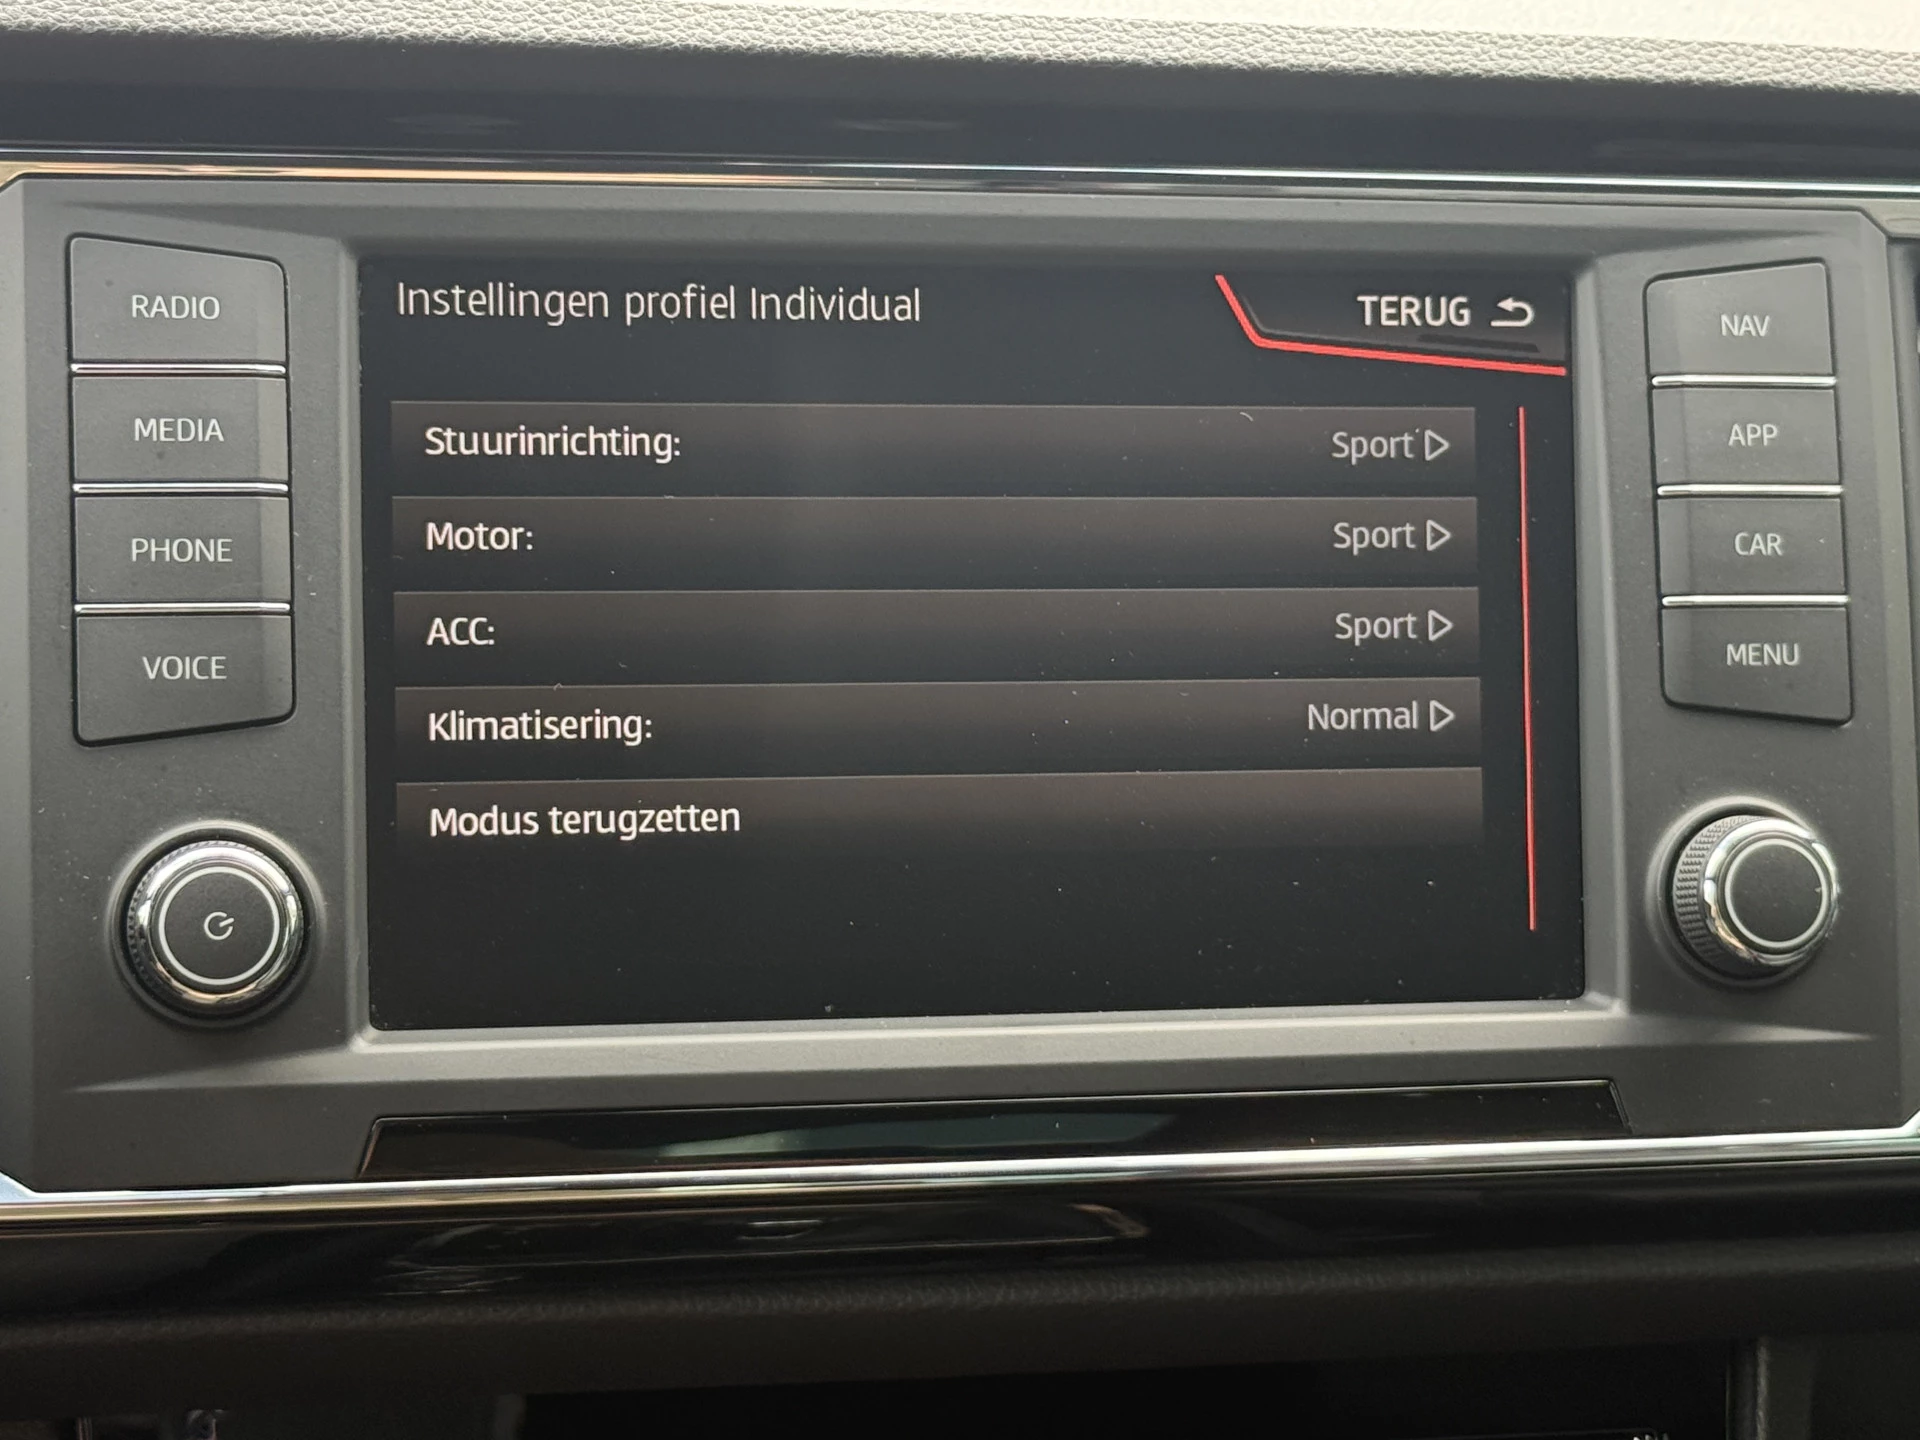 Instellingen profiel Individual
TERUG
Stuurinrichting: Sport
Motor: Sport
ACC: Sport
Klimatisering: Normal
Modus terugzetten
RADIO
MEDIA
PHONE
VOICE
NAV
APP
CAR
MENU